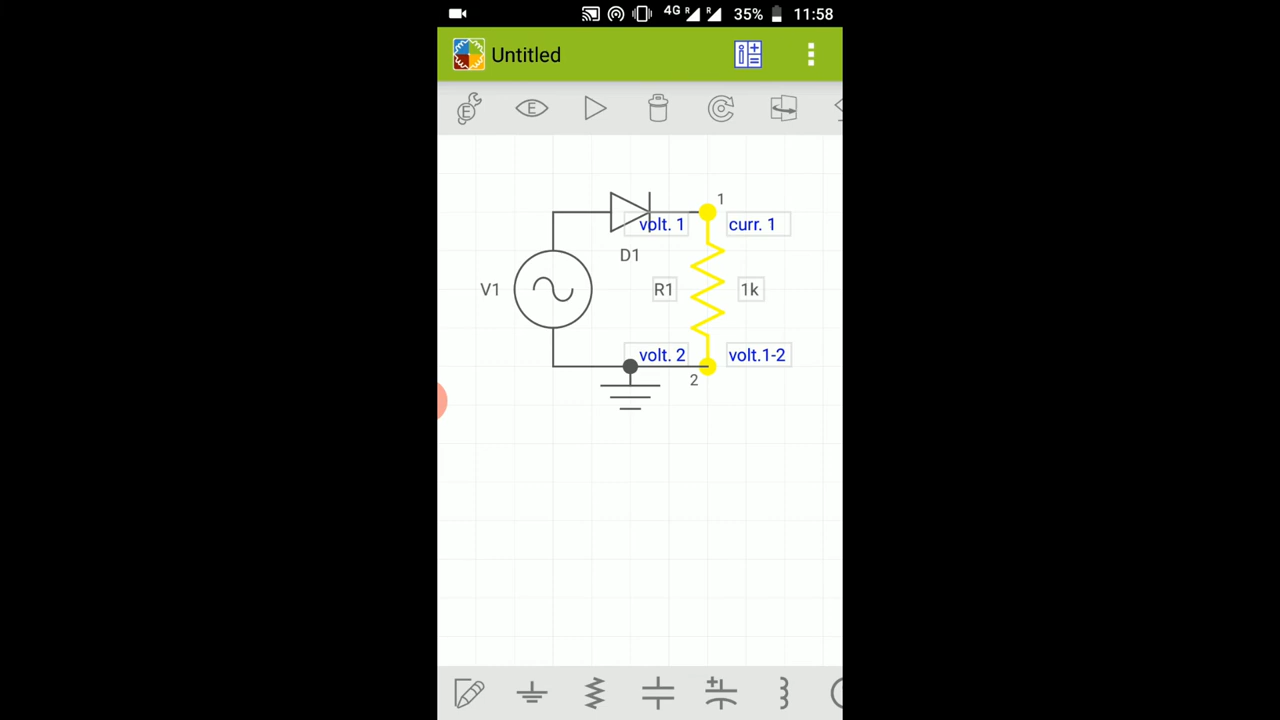 4G R R 35% 11:58
Untitled
E E
1
volt. 1 curr. 1
D1
V1 R1 1k
volt. 2 volt.1-2
2